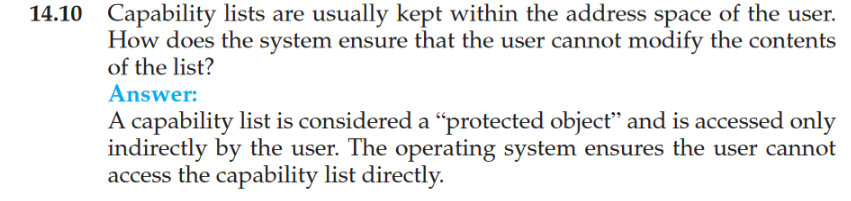 14.10 Capability lists are usually kept within the address space of the user.
How does the system ensure that the user cannot modify the contents
of the list?
Answer:
A capability list is considered a “protected object” and is accessed only
indirectly by the user. The operating system ensures the user cannot
access the capability list directly.